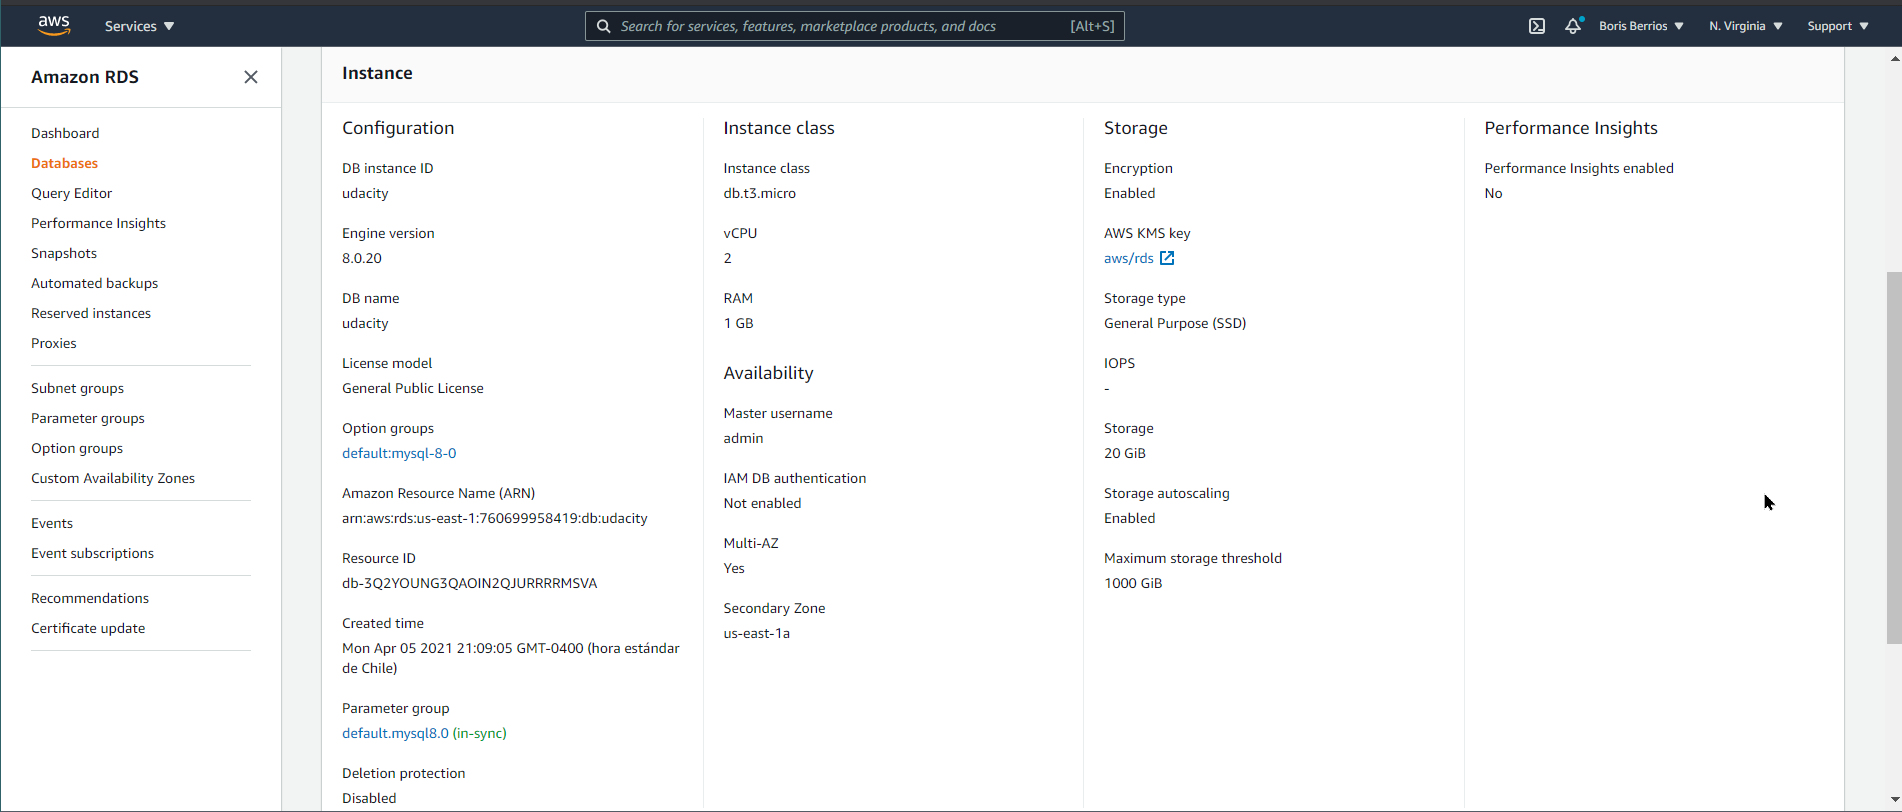 aws
Services
Search for services, features, marketplace products, and docs
[Alt+S]
Boris Berrios
N. Virginia
Support
Amazon RDS
Dashboard
Databases
Query Editor
Performance Insights
Snapshots
Automated backups
Reserved instances
Proxies
Subnet groups
Parameter groups
Option groups
Custom Availability Zones
Events
Event subscriptions
Recommendations
Certificate update
Instance
Configuration
DB instance ID
udacity
Engine version
8.0.20
DB name
udacity
License model
General Public License
Option groups
default:mysql-8-0
Amazon Resource Name (ARN)
arn:aws:rds:us-east-1:760699958419:db:udacity
Resource ID
db-3Q2YOUNG3QAOIN2QJURRRRMSVA
Created time
Mon Apr 05 2021 21:09:05 GMT-0400 (hora estándar
de Chile)
Parameter group
default.mysql8.0 (in-sync)
Deletion protection
Disabled
Instance class
Instance class
db.t3.micro
vCPU
2
RAM
1 GB
Availability
Master username
admin
IAM DB authentication
Not enabled
Multi-AZ
Yes
Secondary Zone
us-east-1a
Storage
Encryption
Enabled
AWS KMS key
aws/rds
Storage type
General Purpose (SSD)
IOPS
-
Storage
20 GiB
Storage autoscaling
Enabled
Maximum storage threshold
1000 GiB
Performance Insights
Performance Insights enabled
No